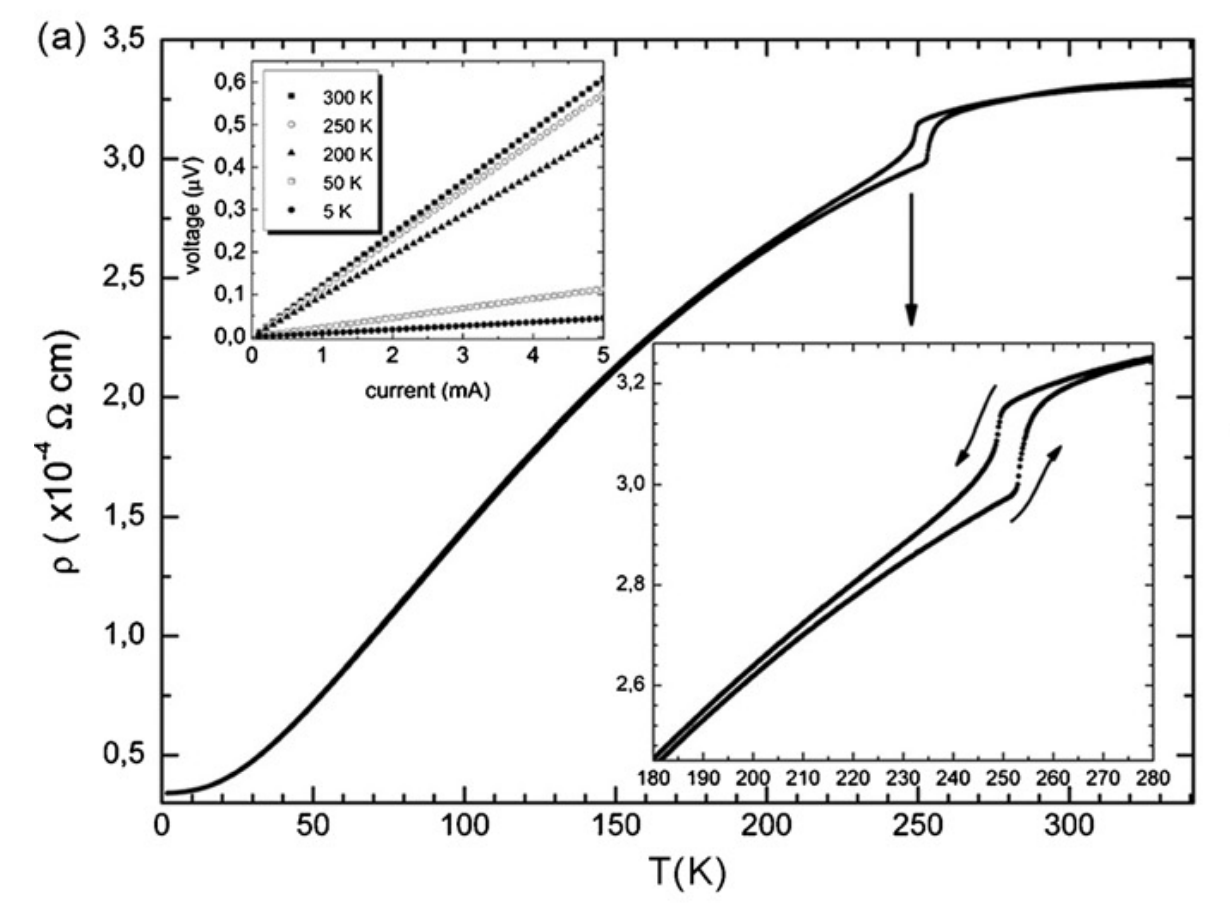 (a)
3,5
3,0
2,5
2,0
1,5
1,0
0,5
ρ ( x10⁻⁴ Ω cm)
0 50 100 150 200 250 300
T(K)
0,6
0,5
0,4
0,3
0,2
0,1
0,0
voltage (μV)
300 K
250 K
200 K
50 K
5 K
0 1 2 3 4 5
current (mA)
3,2
3,0
2,8
2,6
180 190 200 210 220 230 240 250 260 270 280